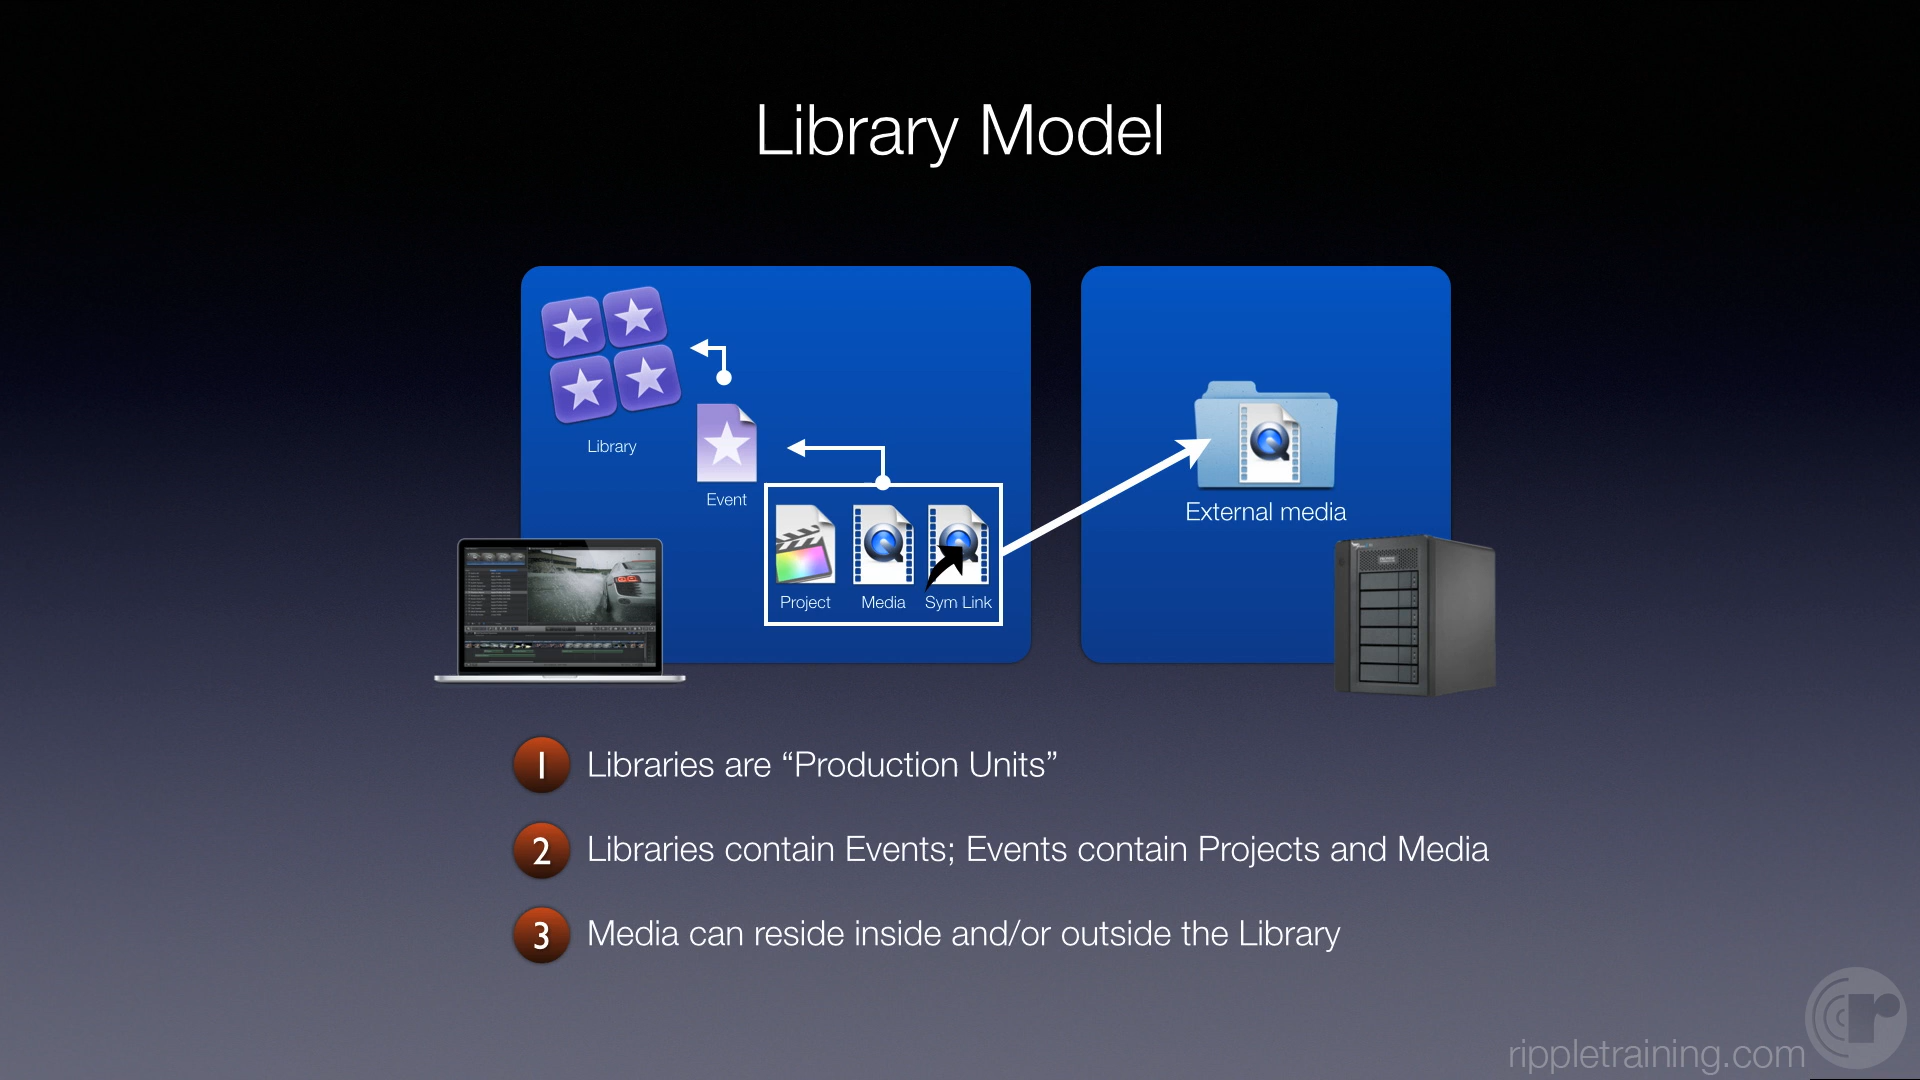 Library Model
Library
Event
Project
Media
Sym Link
External media
1
Libraries are “Production Units”
2
Libraries contain Events; Events contain Projects and Media
3
Media can reside inside and/or outside the Library
rippletraining.com